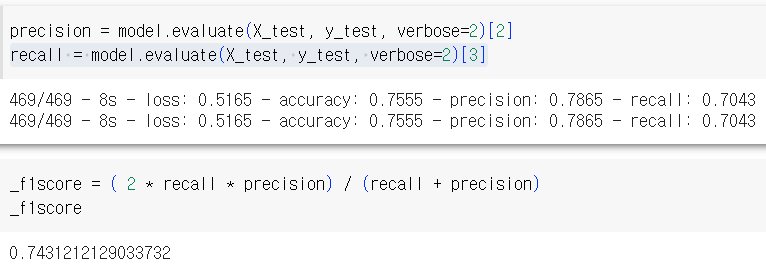 precision = model.evaluate(X_test, y_test, verbose=2)[2]
recall = model.evaluate(X_test, y_test, verbose=2)[3]
469/469 - 8s - loss: 0.5165 - accuracy: 0.7555 - precision: 0.7865 - recall: 0.7043
469/469 - 8s - loss: 0.5165 - accuracy: 0.7555 - precision: 0.7865 - recall: 0.7043
_f1score = ( 2 * recall * precision) / (recall + precision)
_f1score
0.7431212129033732